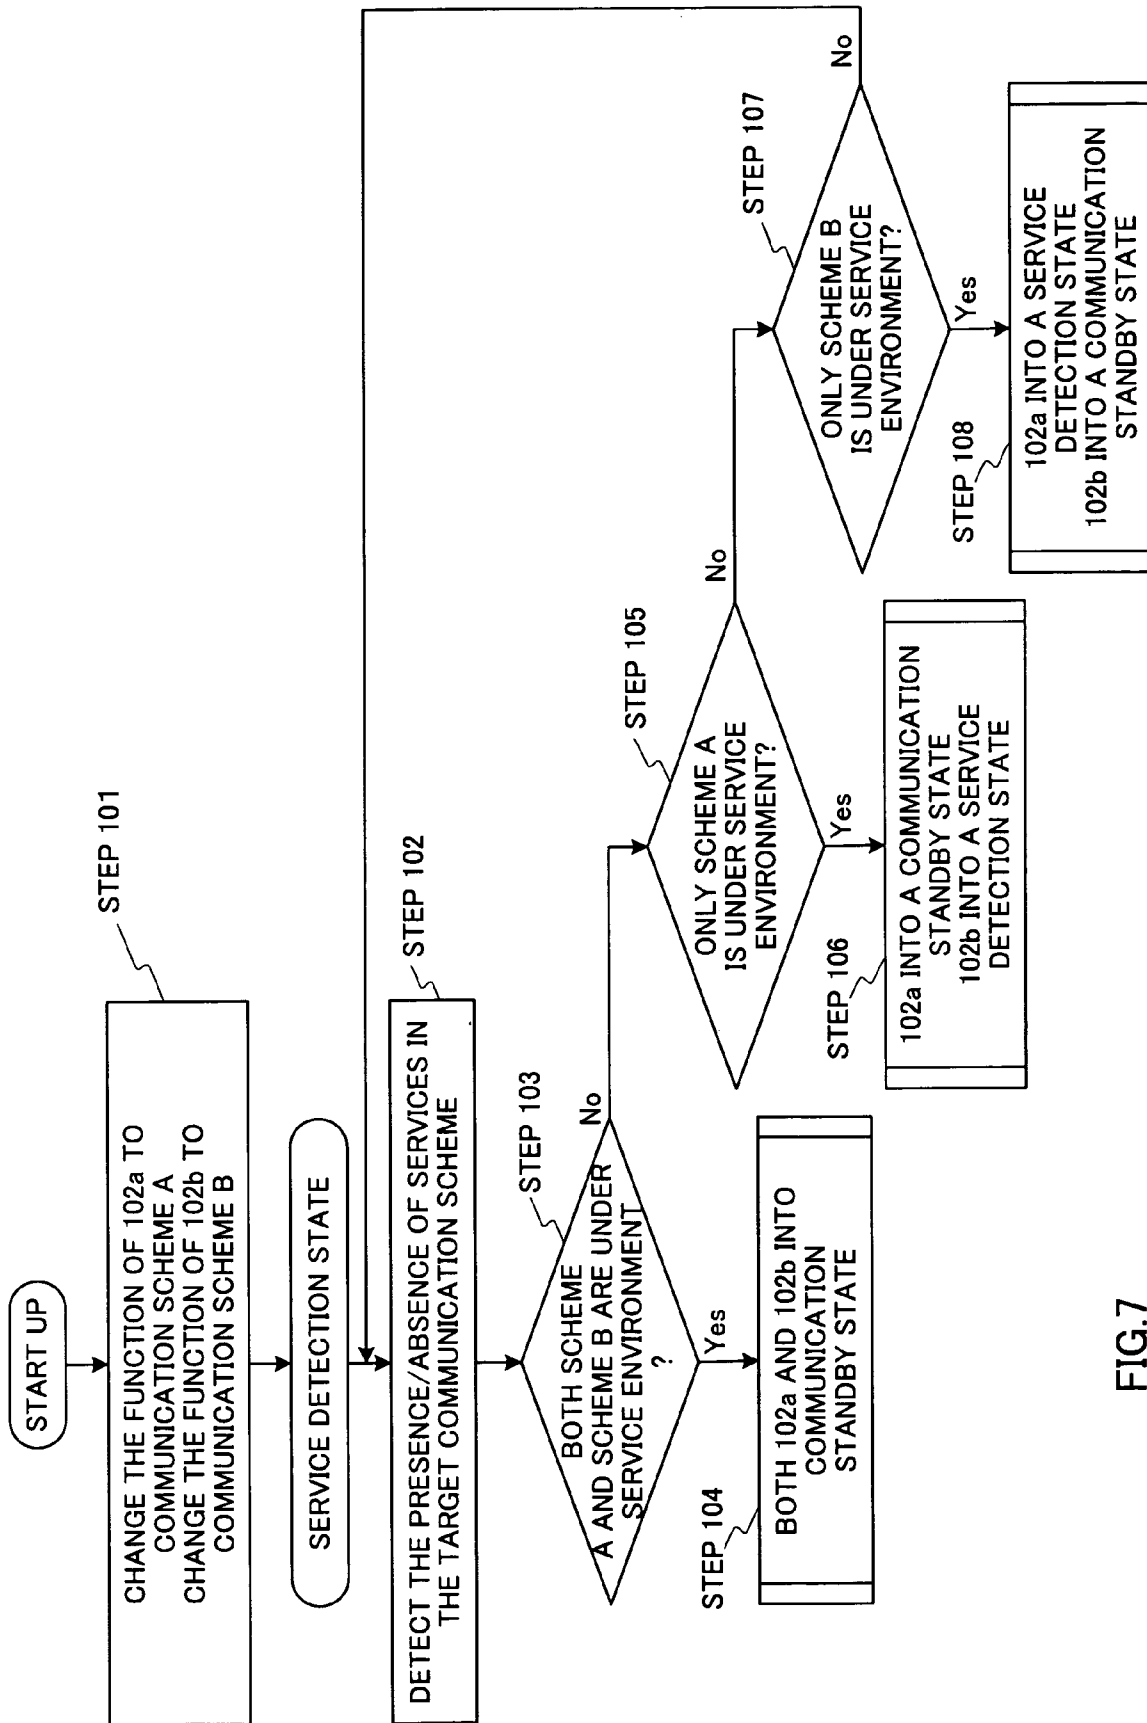 START UP
CHANGE THE FUNCTION OF 102a TO
COMMUNICATION SCHEME A
CHANGE THE FUNCTION OF 102b TO
COMMUNICATION SCHEME B
STEP 101
SERVICE DETECTION STATE
DETECT THE PRESENCE/ABSENCE OF SERVICES IN
THE TARGET COMMUNICATION SCHEME
STEP 102
BOTH SCHEME
A AND SCHEME B ARE UNDER
SERVICE ENVIRONMENT
?
STEP 103
No
Yes
STEP 104
BOTH 102a AND 102b INTO
COMMUNICATION
STANDBY STATE
ONLY SCHEME A
IS UNDER SERVICE
ENVIRONMENT?
STEP 105
No
Yes
STEP 106
102a INTO A COMMUNICATION
STANDBY STATE
102b INTO A SERVICE
DETECTION STATE
ONLY SCHEME B
IS UNDER SERVICE
ENVIRONMENT?
STEP 107
No
Yes
STEP 108
102a INTO A SERVICE
DETECTION STATE
102b INTO A COMMUNICATION
STANDBY STATE
FIG.7